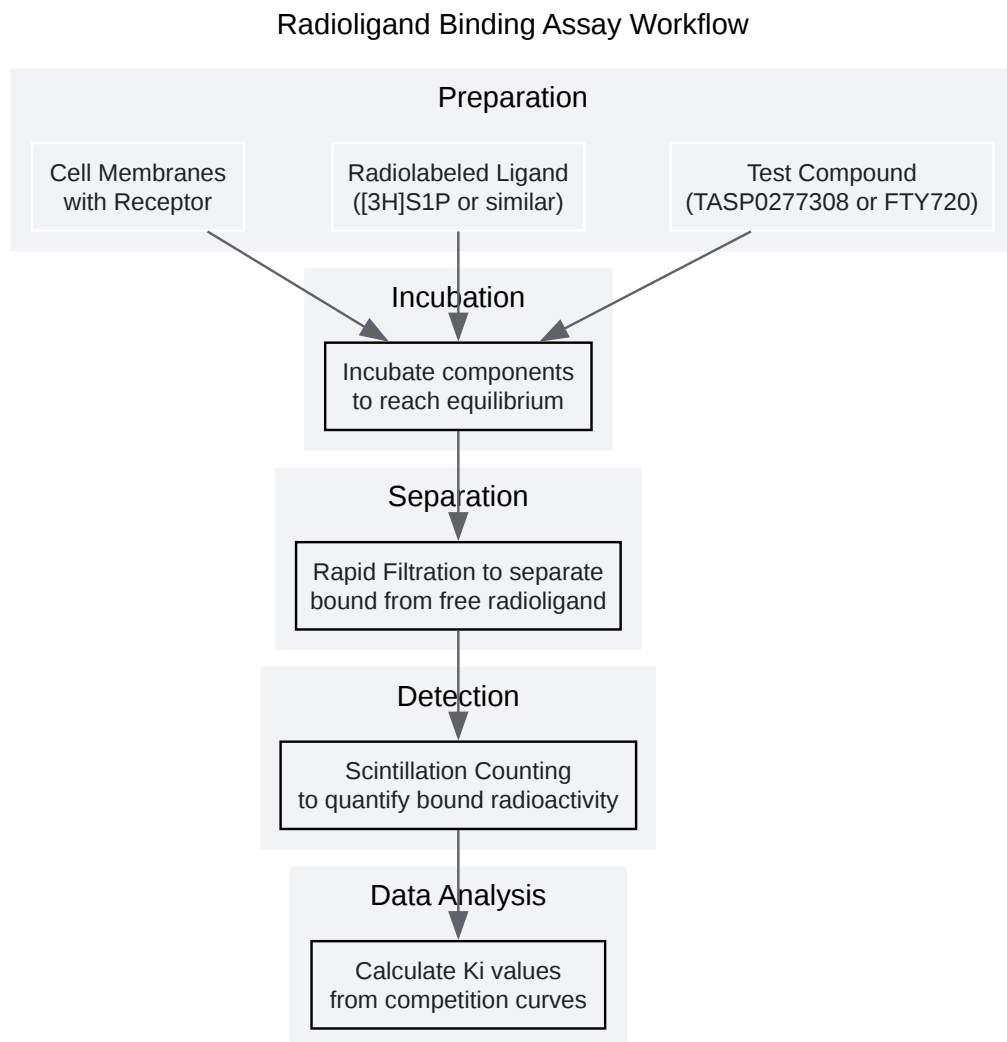 Radioligand Binding Assay Workflow
Preparation
Cell Membranes
with Receptor
Radiolabeled Ligand
([3H]S1P or similar)
Test Compound
(TASP0277308 or FTY720)
Incubation
Incubate components
to reach equilibrium
Separation
Rapid Filtration to separate
bound from free radioligand
Detection
Scintillation Counting
to quantify bound radioactivity
Data Analysis
Calculate Ki values
from competition curves